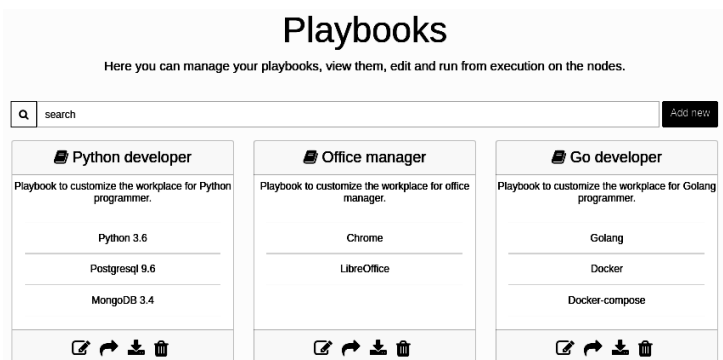 Playbooks
Here you can manage your playbooks, view them, edit and run from execution on the nodes.
search
Add new
Python developer
Playbook to customize the workplace for Python
programmer.
Python 3.6
Postgresql 9.6
MongoDB 3.4
Office manager
Playbook to customize the workplace for office
manager.
Chrome
LibreOffice
Go developer
Playbook to customize the workplace for Golang
programmer.
Golang
Docker
Docker-compose